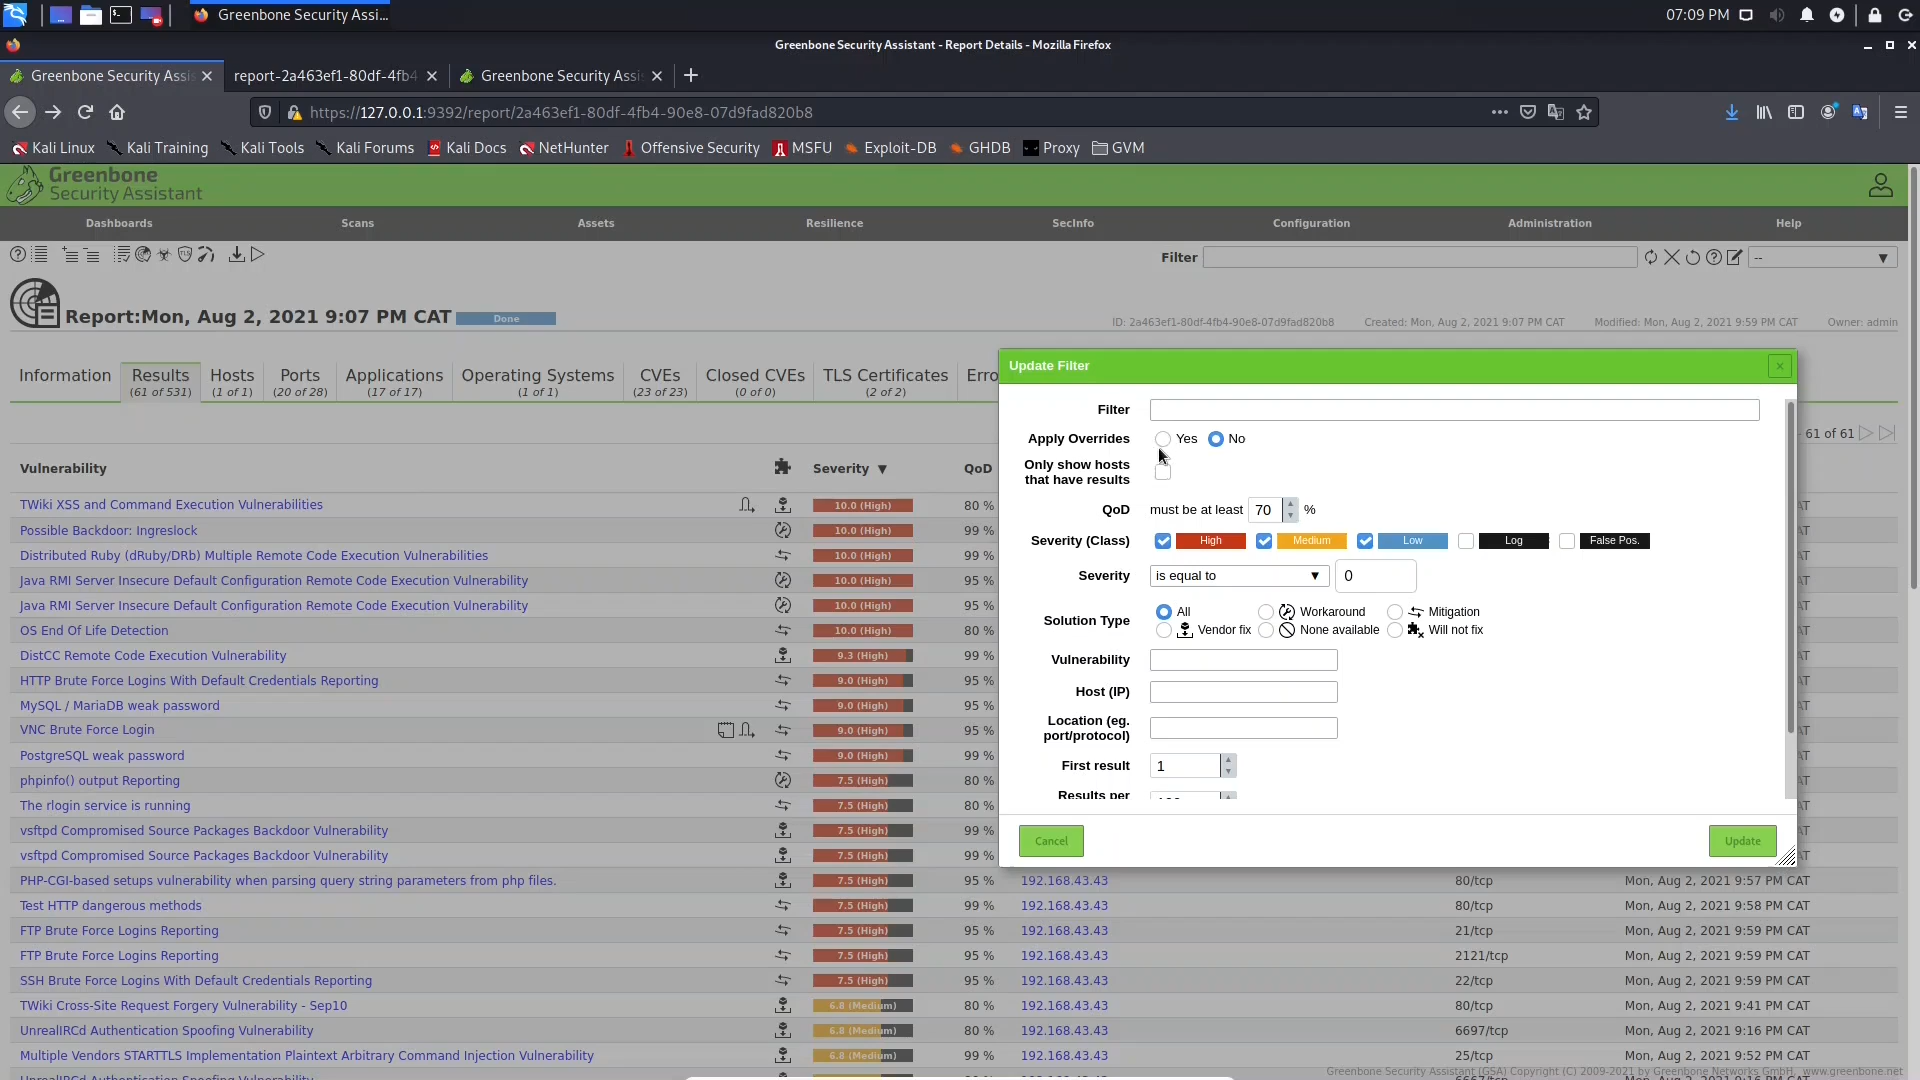 Greenbone Security Assi...
07:09 PM
Greenbone Security Assistant - Report Details - Mozilla Firefox
Greenbone Security Assis
report-2a463ef1-80df-4fb4
Greenbone Security Assi
https://127.0.0.1:9392/report/2a463ef1-80df-4fb4-90e8-07d9fad820b8
Kali Linux Kali Training Kali Tools Kali Forums Kali Docs NetHunter Offensive Security MSFU Exploit-DB GHDB Proxy GVM
Greenbone
Security Assistant
Dashboards Scans Assets Resilience SecInfo Configuration Administration Help
Filter --
Report:Mon, Aug 2, 2021 9:07 PM CAT Done
ID: 2a463ef1-80df-4fb4-90e8-07d9fad820b8 Created: Mon, Aug 2, 2021 9:07 PM CAT Modified: Mon, Aug 2, 2021 9:59 PM CAT Owner: admin
Information Results Hosts Ports Applications Operating Systems CVEs Closed CVEs TLS Certificates Erro
(61 of 531) (1 of 1) (20 of 28) (17 of 17) (1 of 1) (23 of 23) (0 of 0) (2 of 2)
61 of 61
Vulnerability Severity ▼ QoD
TWiki XSS and Command Execution Vulnerabilities 10.0 (High) 80 %
Possible Backdoor: Ingreslock 10.0 (High) 99 %
Distributed Ruby (dRuby/DRb) Multiple Remote Code Execution Vulnerabilities 10.0 (High) 99 %
Java RMI Server Insecure Default Configuration Remote Code Execution Vulnerability 10.0 (High) 95 %
Java RMI Server Insecure Default Configuration Remote Code Execution Vulnerability 10.0 (High) 95 %
OS End Of Life Detection 10.0 (High) 80 %
DistCC Remote Code Execution Vulnerability 9.3 (High) 99 %
HTTP Brute Force Logins With Default Credentials Reporting 9.0 (High) 95 %
MySQL / MariaDB weak password 9.0 (High) 95 %
VNC Brute Force Login 9.0 (High) 95 %
PostgreSQL weak password 9.0 (High) 99 %
phpinfo() output Reporting 7.5 (High) 80 %
The rlogin service is running 7.5 (High) 80 %
vsftpd Compromised Source Packages Backdoor Vulnerability 7.5 (High) 99 %
vsftpd Compromised Source Packages Backdoor Vulnerability 7.5 (High) 99 %
PHP-CGI-based setups vulnerability when parsing query string parameters from php files. 7.5 (High) 95 % 192.168.43.43 80/tcp Mon, Aug 2, 2021 9:57 PM CAT
Test HTTP dangerous methods 7.5 (High) 99 % 192.168.43.43 80/tcp Mon, Aug 2, 2021 9:58 PM CAT
FTP Brute Force Logins Reporting 7.5 (High) 95 % 192.168.43.43 21/tcp Mon, Aug 2, 2021 9:59 PM CAT
FTP Brute Force Logins Reporting 7.5 (High) 95 % 192.168.43.43 2121/tcp Mon, Aug 2, 2021 9:59 PM CAT
SSH Brute Force Logins With Default Credentials Reporting 7.5 (High) 95 % 192.168.43.43 22/tcp Mon, Aug 2, 2021 9:59 PM CAT
TWiki Cross-Site Request Forgery Vulnerability - Sep10 6.8 (Medium) 80 % 192.168.43.43 80/tcp Mon, Aug 2, 2021 9:41 PM CAT
UnrealIRCd Authentication Spoofing Vulnerability 6.8 (Medium) 80 % 192.168.43.43 6697/tcp Mon, Aug 2, 2021 9:16 PM CAT
Multiple Vendors STARTTLS Implementation Plaintext Arbitrary Command Injection Vulnerability 6.8 (Medium) 99 % 192.168.43.43 25/tcp Mon, Aug 2, 2021 9:52 PM CAT
Greenbone Security Assistant (GSA) Copyright (C) 2009-2021 by Greenbone Networks GmbH, www.greenbone.net
Update Filter ×
Filter
Apply Overrides Yes No
Only show hosts
that have results
QoD must be at least 70 %
Severity (Class) High Medium Low Log False Pos.
Severity is equal to ▼ 0
Solution Type All Workaround Mitigation
Vendor fix None available Will not fix
Vulnerability
Host (IP)
Location (eg.
port/protocol)
First result 1
Results per
Cancel Update